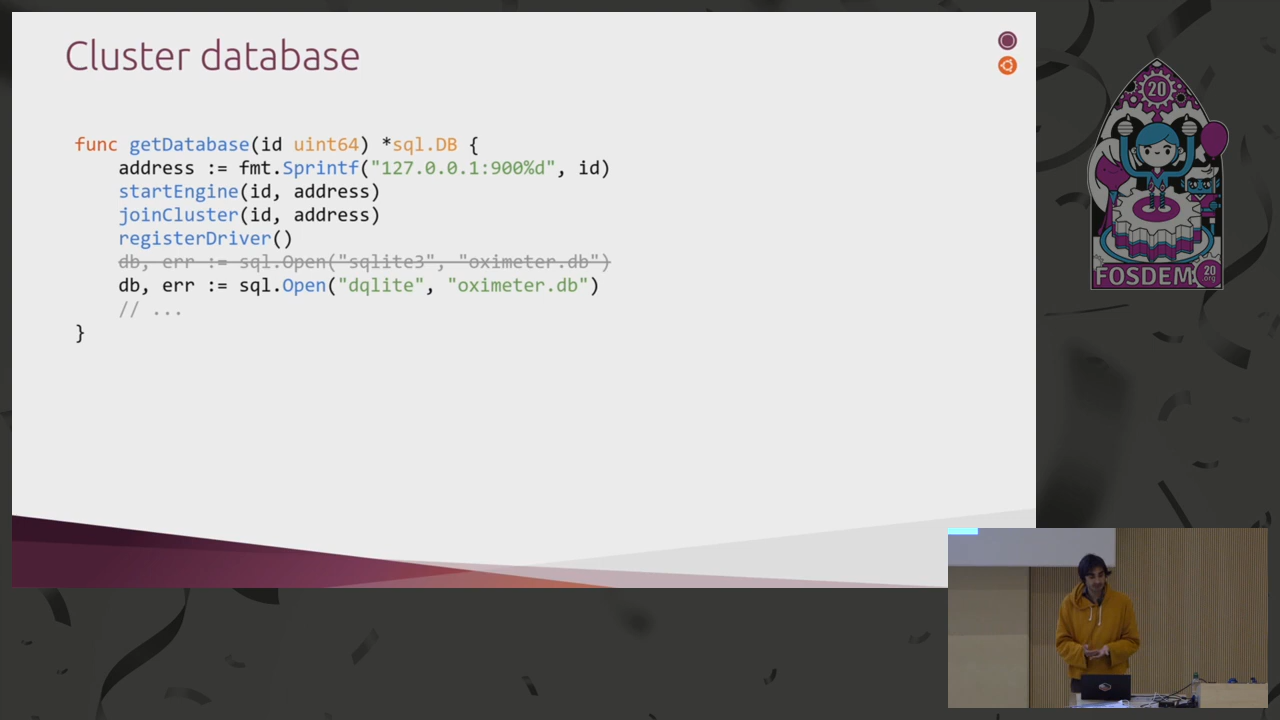 Cluster database
func getDatabase(id uint64) *sql.DB {
address := fmt.Sprintf("127.0.0.1:900%d", id)
startEngine(id, address)
joinCluster(id, address)
registerDriver()
db, err := sql.Open("sqlite3", "oximeter.db")
db, err := sql.Open("dqlite", "oximeter.db")
// ...
}
20
FOSDEM
20
.org